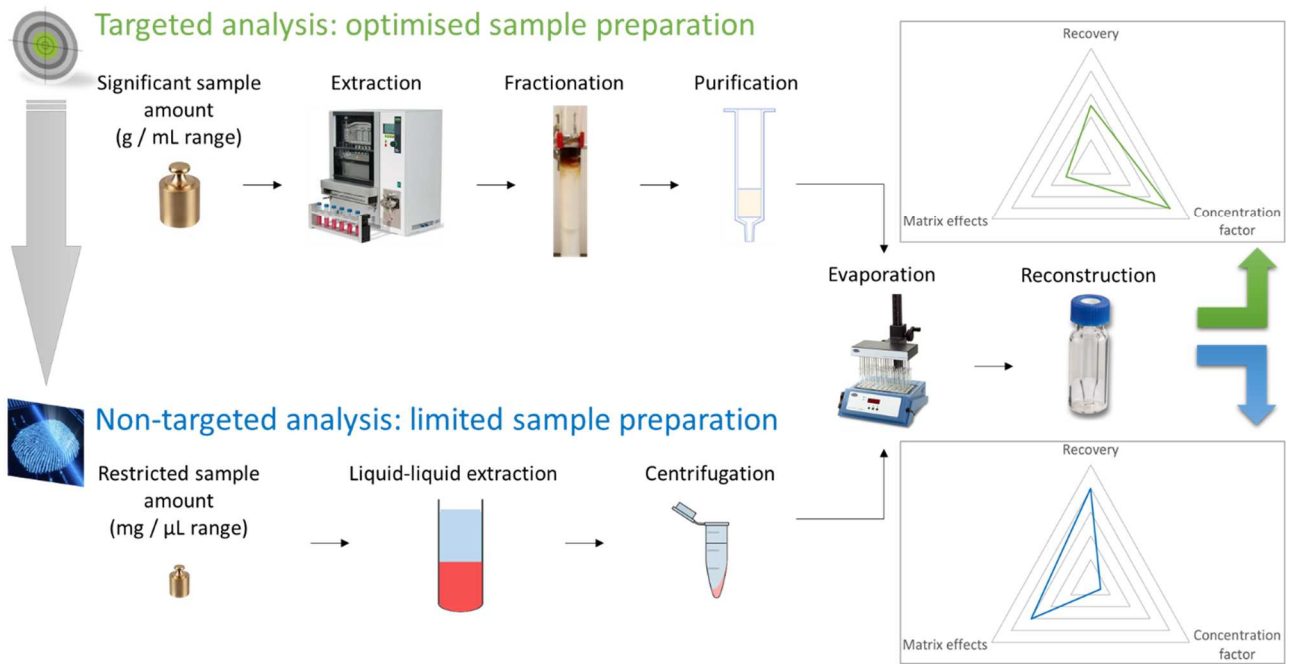 Targeted analysis: optimised sample preparation
Significant sample
amount
(g / mL range)
Extraction
Fractionation
Purification
Recovery
Matrix effects
Concentration
factor
Evaporation
Reconstruction
Non-targeted analysis: limited sample preparation
Restricted sample
amount
(mg / µL range)
Liquid-liquid extraction
Centrifugation
Recovery
Matrix effects
Concentration
factor